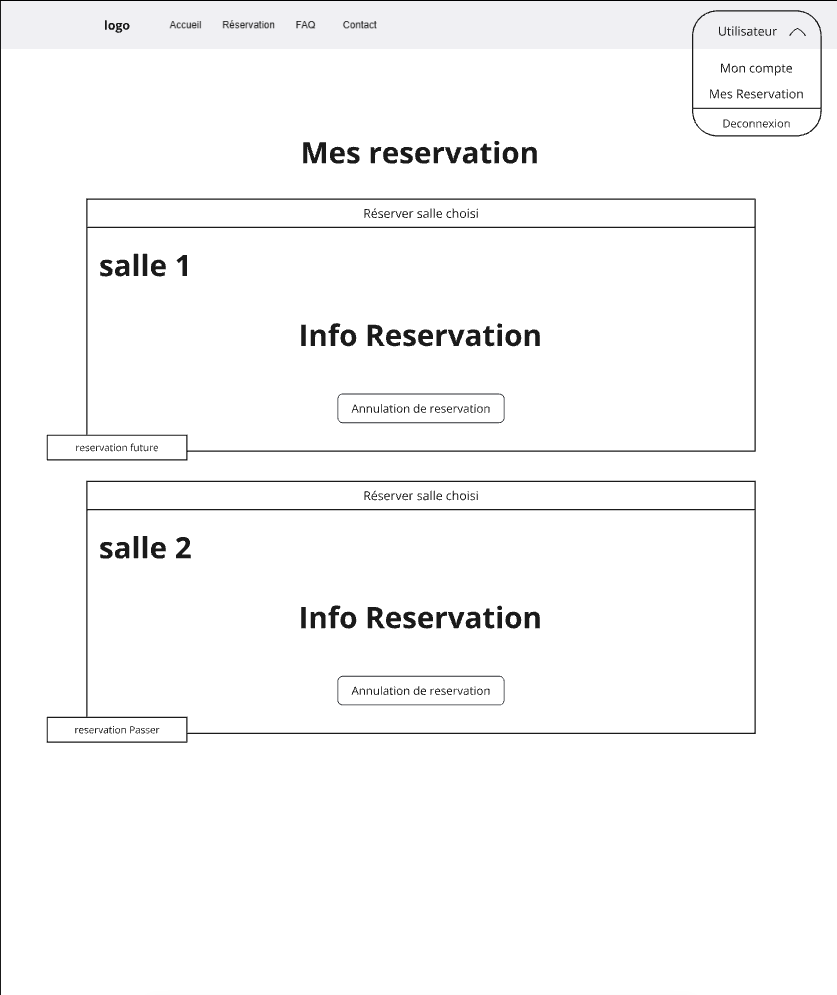 logo
Accueil
Réservation
FAQ
Contact
Utilisateur
Mon compte
Mes Reservation
Deconnexion
Mes reservation
Réserver salle choisi
salle 1
Info Reservation
Annulation de reservation
reservation future
Réserver salle choisi
salle 2
Info Reservation
Annulation de reservation
reservation Passer